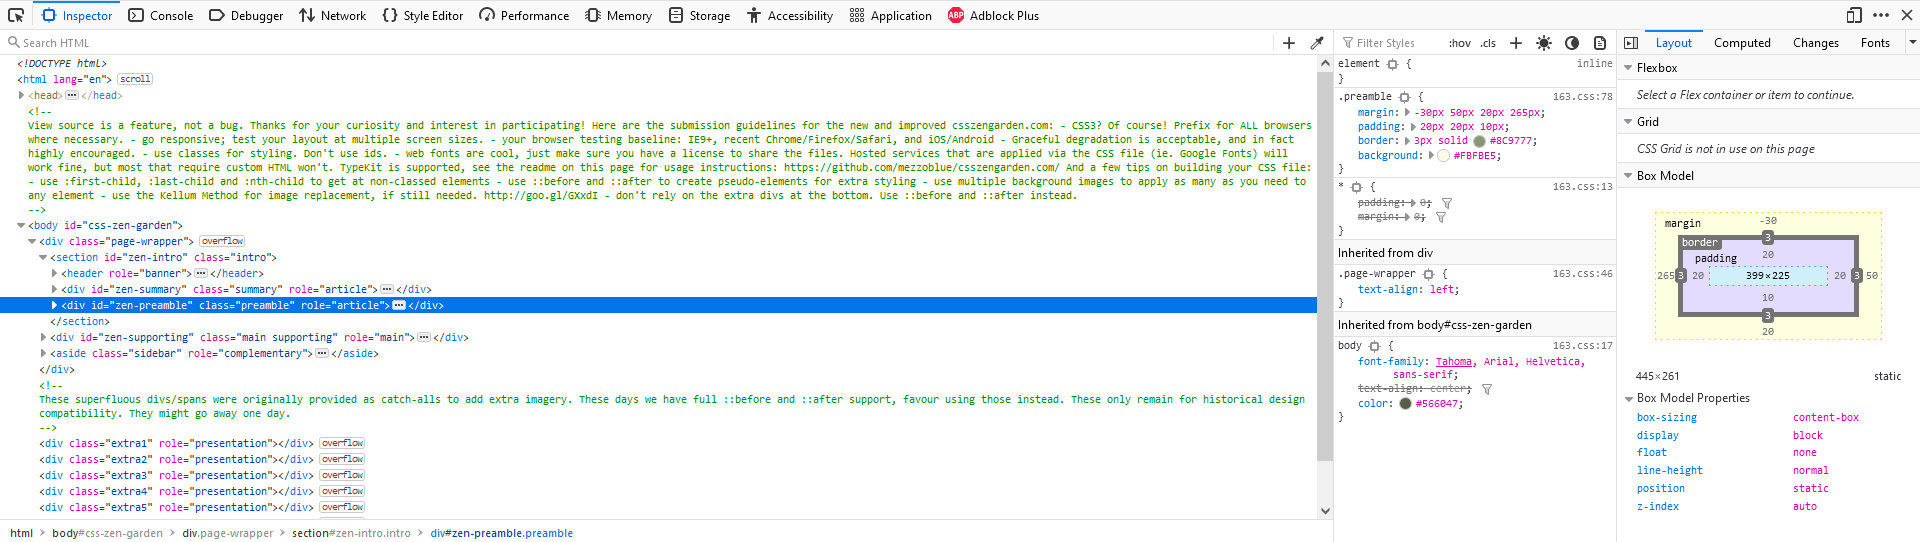 Inspector Console Debugger Network Style Editor Performance Memory Storage Accessibility Application ABP Adblock Plus
Search HTML
<!DOCTYPE html>
<html lang="en"> scroll
<head> ••• </head>
<!--
View source is a feature, not a bug. Thanks for your curiosity and interest in participating! Here are the submission guidelines for the new and improved csszengarden.com: - CSS3? Of course! Prefix for ALL browsers
where necessary. - go responsive; test your layout at multiple screen sizes. - your browser testing baseline: IE9+, recent Chrome/Firefox/Safari, and iOS/Android - Graceful degradation is acceptable, and in fact
highly encouraged. - use classes for styling. Don't use ids. - web fonts are cool, just make sure you have a license to share the files. Hosted services that are applied via the CSS file (ie. Google Fonts) will
work fine, but most that require custom HTML won't. TypeKit is supported, see the readme on this page for usage instructions: https://github.com/mezzoblue/csszengarden.com/ And a few tips on building your CSS file:
- use :first-child, :last-child and :nth-child to get at non-classed elements - use ::before and ::after to create pseudo-elements for extra styling - use multiple background images to apply as many as you need to
any element - use the Kellum Method for image replacement, if still needed. http://goo.gl/GXxdI - don't rely on the extra divs at the bottom. Use ::before and ::after instead.
-->
<body id="css-zen-garden">
<div class="page-wrapper"> overflow
<section id="zen-intro" class="intro">
<header role="banner"> ••• </header>
<div id="zen-summary" class="summary" role="article"> ••• </div>
<div id="zen-preamble" class="preamble" role="article"> ••• </div>
</section>
<div id="zen-supporting" class="main supporting" role="main"> ••• </div>
<aside class="sidebar" role="complementary"> ••• </aside>
</div>
<!--
These superfluous divs/spans were originally provided as catch-alls to add extra imagery. These days we have full ::before and ::after support, favour using those instead. These only remain for historical design
compatibility. They might go away one day.
-->
<div class="extra1" role="presentation"></div> overflow
<div class="extra2" role="presentation"></div> overflow
<div class="extra3" role="presentation"></div> overflow
<div class="extra4" role="presentation"></div> overflow
<div class="extra5" role="presentation"></div> overflow
html > body#css-zen-garden > div.page-wrapper > section#zen-intro.intro > div#zen-preamble.preamble
Filter Styles :hov .cls
element { inline
}
.preamble { 163.css:78
margin: -30px 50px 20px 265px;
padding: 20px 20px 10px;
border: 3px solid #8C9777;
background: #FBFBE5;
}
* { 163.css:13
padding: 0;
margin: 0;
}
Inherited from div
.page-wrapper { 163.css:46
text-align: left;
}
Inherited from body#css-zen-garden
body { 163.css:17
font-family: Tahoma, Arial, Helvetica,
sans-serif;
text-align: center;
color: #566047;
}
Layout Computed Changes Fonts
Flexbox
Select a Flex container or item to continue.
Grid
CSS Grid is not in use on this page
Box Model
margin -30
border 3
padding 20
265 3 20 399×225 20 3 50
10
3
20
445×261 static
Box Model Properties
box-sizing content-box
display block
float none
line-height normal
position static
z-index auto